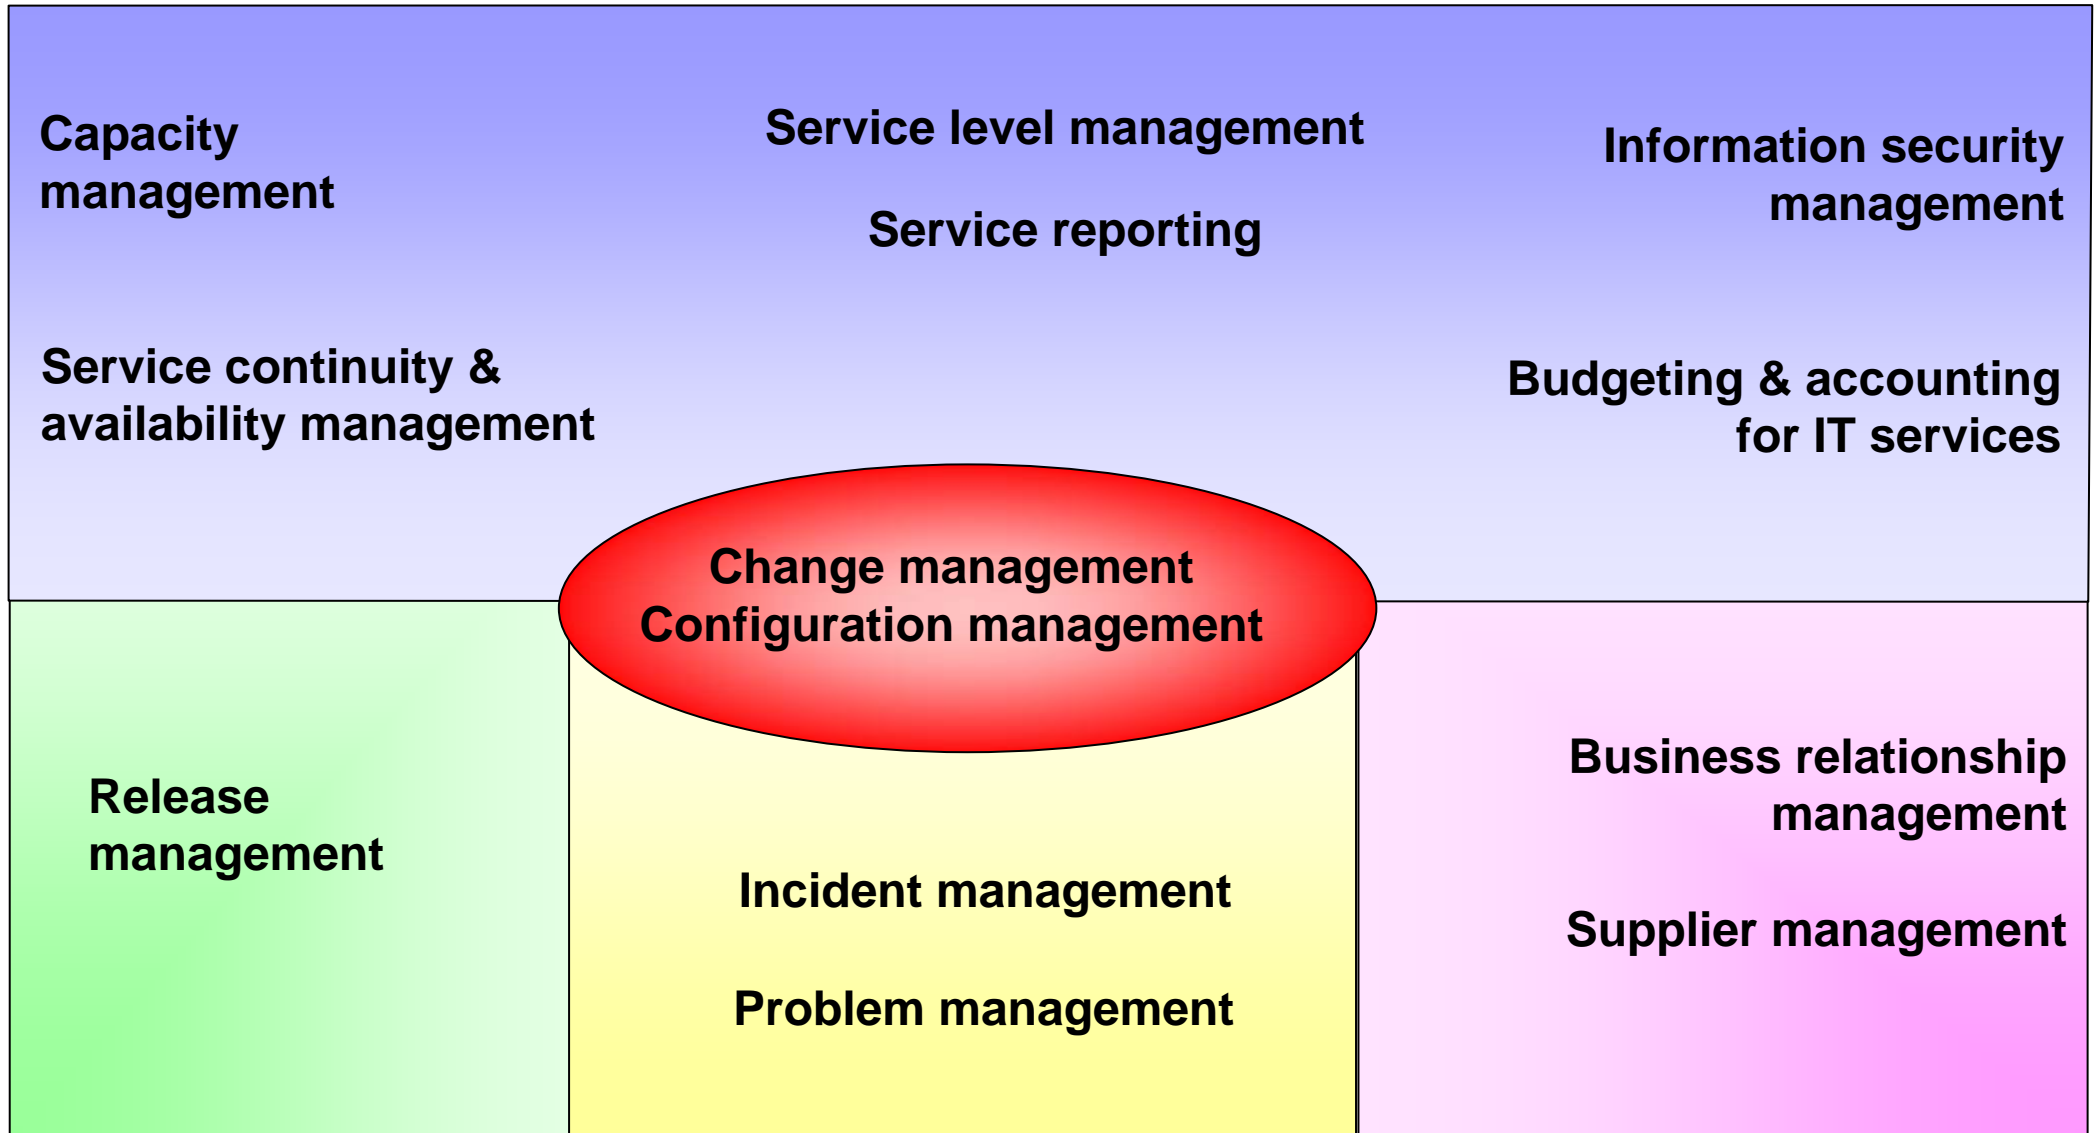 Capacity
management
Service level management
Service reporting
Information security
management
Service continuity &
availability management
Budgeting & accounting
for IT services
Change management
Configuration management
Release
management
Incident management
Problem management
Business relationship
management
Supplier management